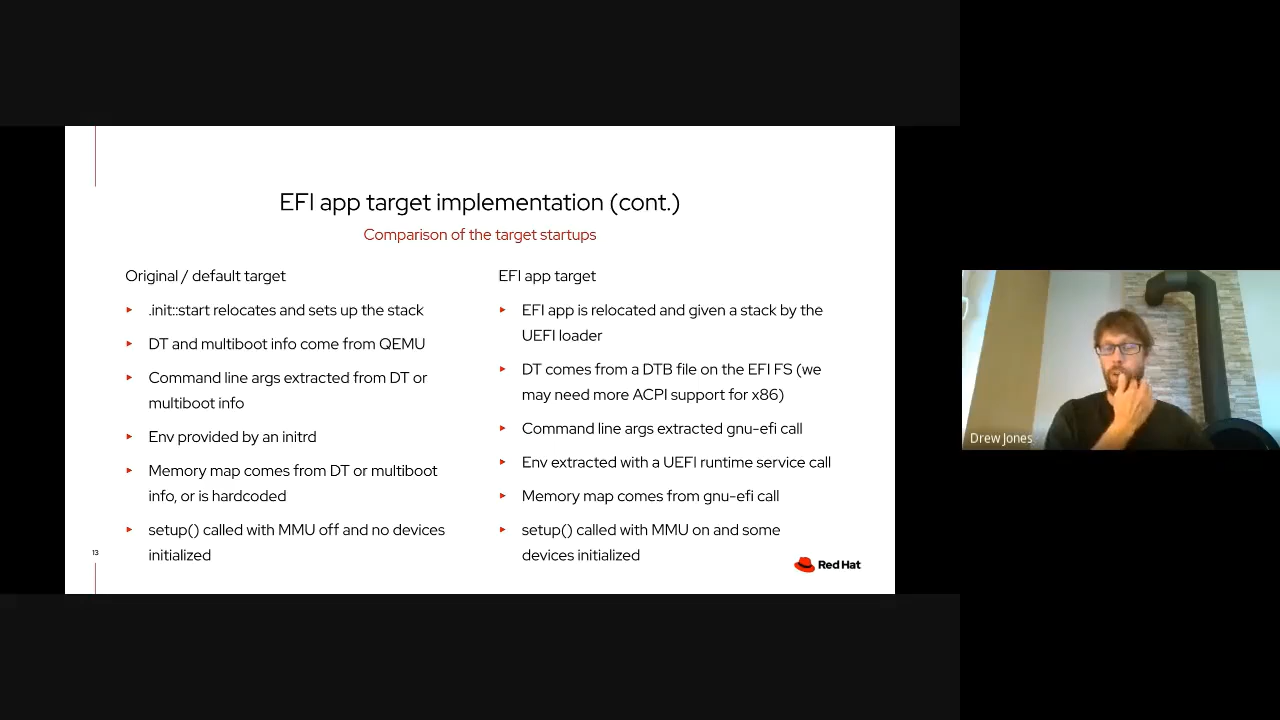 EFI app target implementation (cont.)
Comparison of the target startups
Original / default target
.init::start relocates and sets up the stack
DT and multiboot info come from QEMU
Command line args extracted from DT or
multiboot info
Env provided by an initrd
Memory map comes from DT or multiboot
info, or is hardcoded
setup() called with MMU off and no devices
initialized
EFI app target
EFI app is relocated and given a stack by the
UEFI loader
DT comes from a DTB file on the EFI FS (we
may need more ACPI support for x86)
Command line args extracted gnu-efi call
Env extracted with a UEFI runtime service call
Memory map comes from gnu-efi call
setup() called with MMU on and some
devices initialized
13
Red Hat
Drew Jones